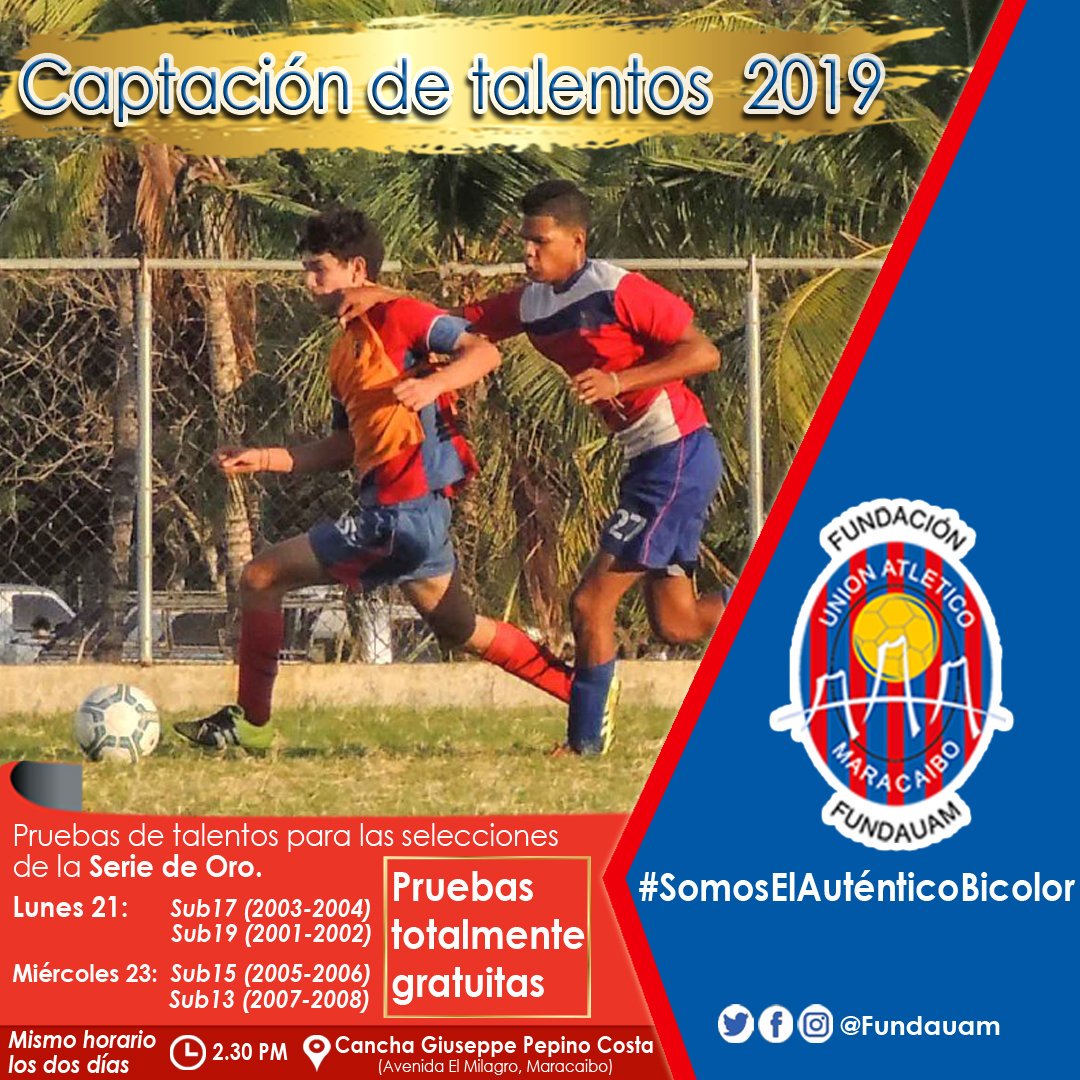 Captación de talentos 2019
27
FUNDACIÓN
UNION ATLETICO
MARACAIBO
FUNDAUAM
#SomosElAuténticoBicolor
Pruebas de talentos para las selecciones
de la Serie de Oro.
Lunes 21: Sub17 (2003-2004)
Sub19 (2001-2002)
Miércoles 23: Sub15 (2005-2006)
Sub13 (2007-2008)
Pruebas
totalmente
gratuitas
Mismo horario
los dos días
2.30 PM
Cancha Giuseppe Pepino Costa
(Avenida El Milagro, Maracaibo)
@Fundauam